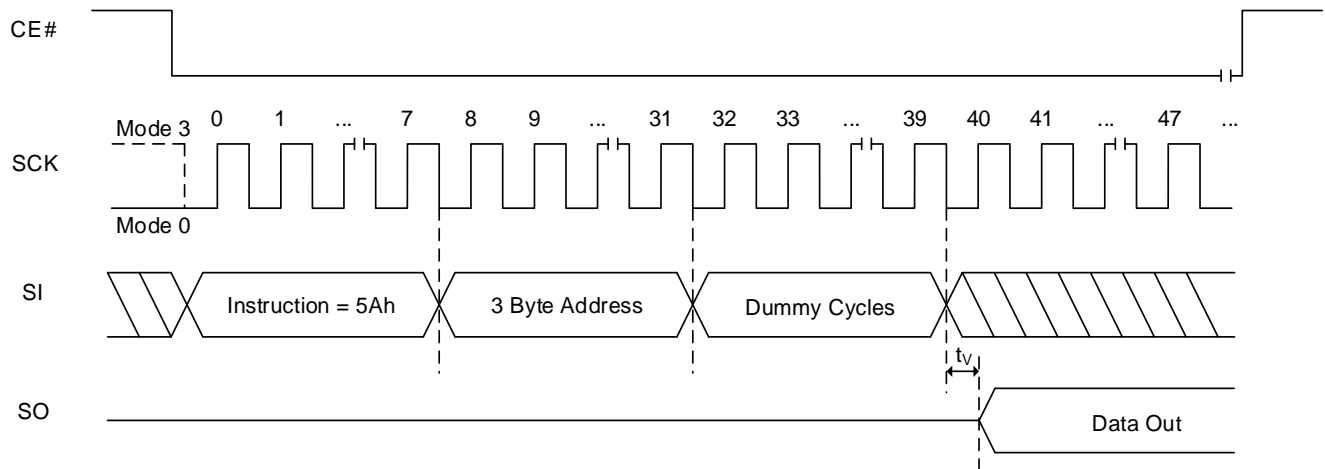 CE#
Mode 3
0 1 ... 7 8 9 ... 31 32 33 ... 39 40 41 ... 47 ...
SCK
Mode 0
SI
Instruction = 5Ah
3 Byte Address
Dummy Cycles
tV
SO
Data Out